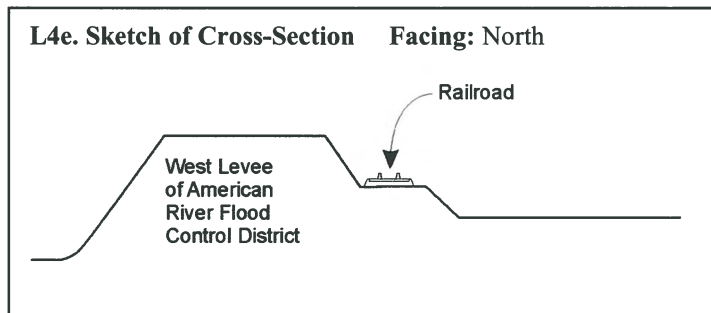 L4e. Sketch of Cross-Section Facing: North
Railroad
West Levee
of American
River Flood
Control District